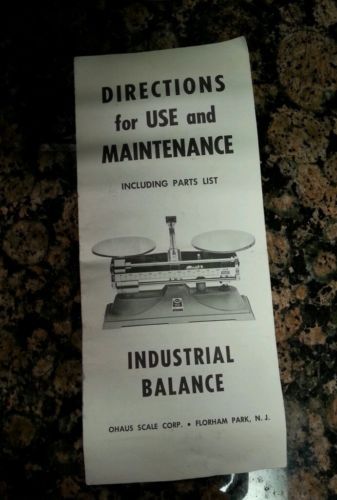 DIRECTIONS
for USE and
MAINTENANCE
INCLUDING PARTS LIST
INDUSTRIAL
BALANCE
OHAUS SCALE CORP. • FLORHAM PARK, N. J.